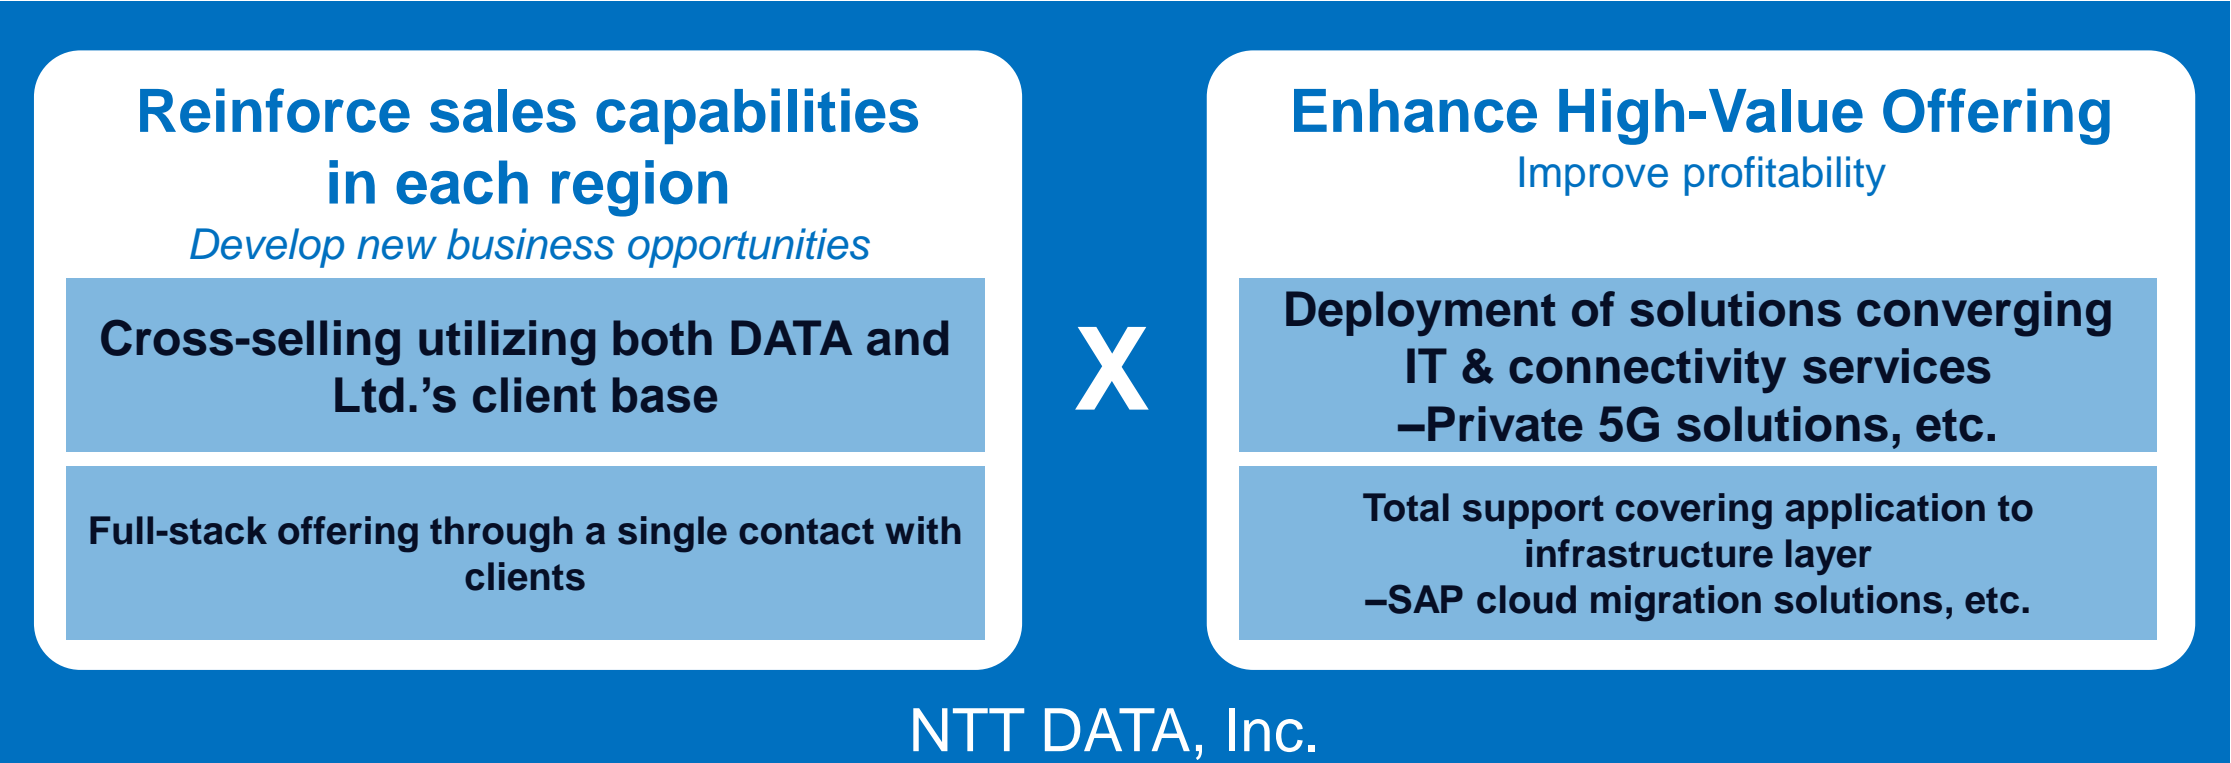 Reinforce sales capabilities
in each region
Develop new business opportunities
Cross-selling utilizing both DATA and
Ltd.’s client base
Full-stack offering through a single contact with
clients
X
Enhance High-Value Offering
Improve profitability
Deployment of solutions converging
IT & connectivity services
–Private 5G solutions, etc.
Total support covering application to
infrastructure layer
–SAP cloud migration solutions, etc.
NTT DATA, Inc.